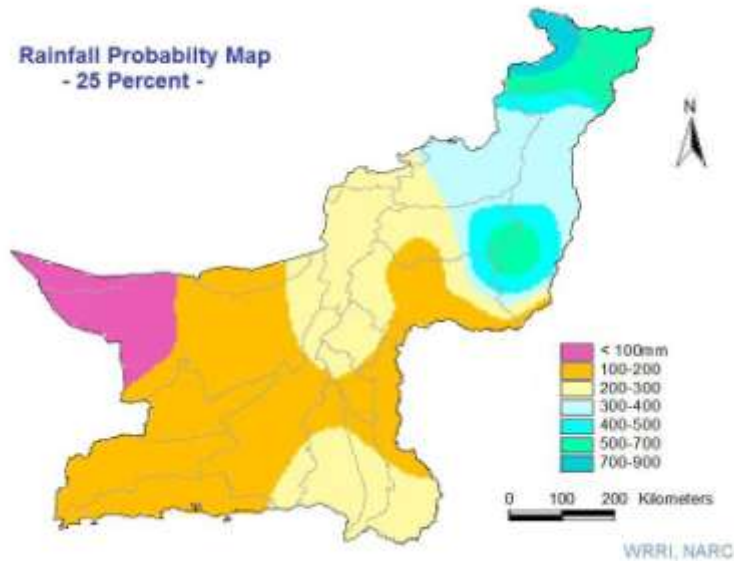 Rainfall Probabilty Map
- 25 Percent -
N
< 100mm
100-200
200-300
300-400
400-500
500-700
700-900
0 100 200 Kilometers
WRRI, NARC